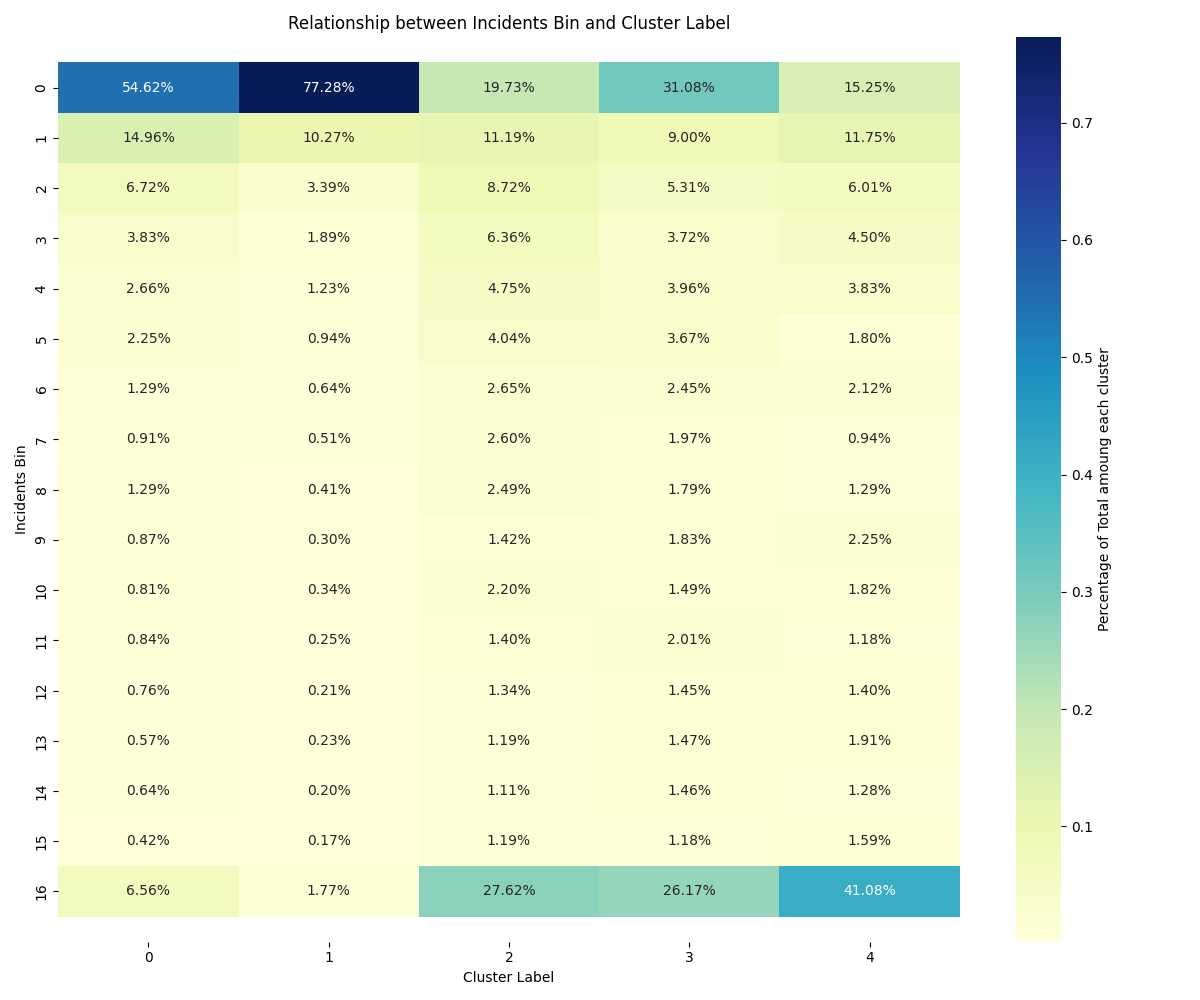 Relationship between Incidents Bin and Cluster Label
0 54.62% 77.28% 19.73% 31.08% 15.25%
1 14.96% 10.27% 11.19% 9.00% 11.75%
2 6.72% 3.39% 8.72% 5.31% 6.01%
3 3.83% 1.89% 6.36% 3.72% 4.50%
4 2.66% 1.23% 4.75% 3.96% 3.83%
5 2.25% 0.94% 4.04% 3.67% 1.80%
6 1.29% 0.64% 2.65% 2.45% 2.12%
7 0.91% 0.51% 2.60% 1.97% 0.94%
8 1.29% 0.41% 2.49% 1.79% 1.29%
9 0.87% 0.30% 1.42% 1.83% 2.25%
10 0.81% 0.34% 2.20% 1.49% 1.82%
11 0.84% 0.25% 1.40% 2.01% 1.18%
12 0.76% 0.21% 1.34% 1.45% 1.40%
13 0.57% 0.23% 1.19% 1.47% 1.91%
14 0.64% 0.20% 1.11% 1.46% 1.28%
15 0.42% 0.17% 1.19% 1.18% 1.59%
16 6.56% 1.77% 27.62% 26.17% 41.08%
0 1 2 3 4
Cluster Label
Incidents Bin
0.7
0.6
0.5
0.4
0.3
0.2
0.1
Percentage of Total amoung each cluster